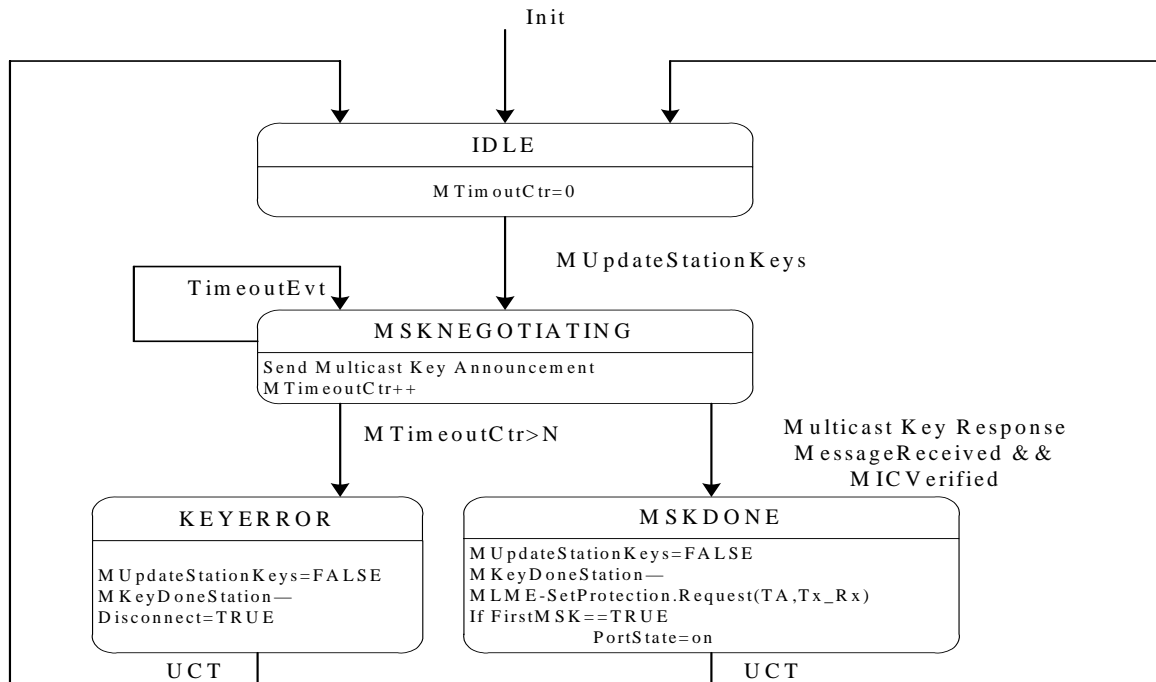 Init
IDLE
MTimoutCtr=0
MUpdateStationKeys
TimeoutEvt
MSKNEGOTIATING
Send Multicast Key Announcement
MTimeoutCtr++
MTimeoutCtr>N
Multicast Key Response
MessageReceived &&
MICVerified
KEYERROR
MUpdateStationKeys=FALSE
MKeyDoneStation—
Disconnect=TRUE
UCT
MSKDONE
MUpdateStationKeys=FALSE
MKeyDoneStation—
MLME-SetProtection.Request(TA,Tx_Rx)
If FirstMSK==TRUE
PortState=on
UCT